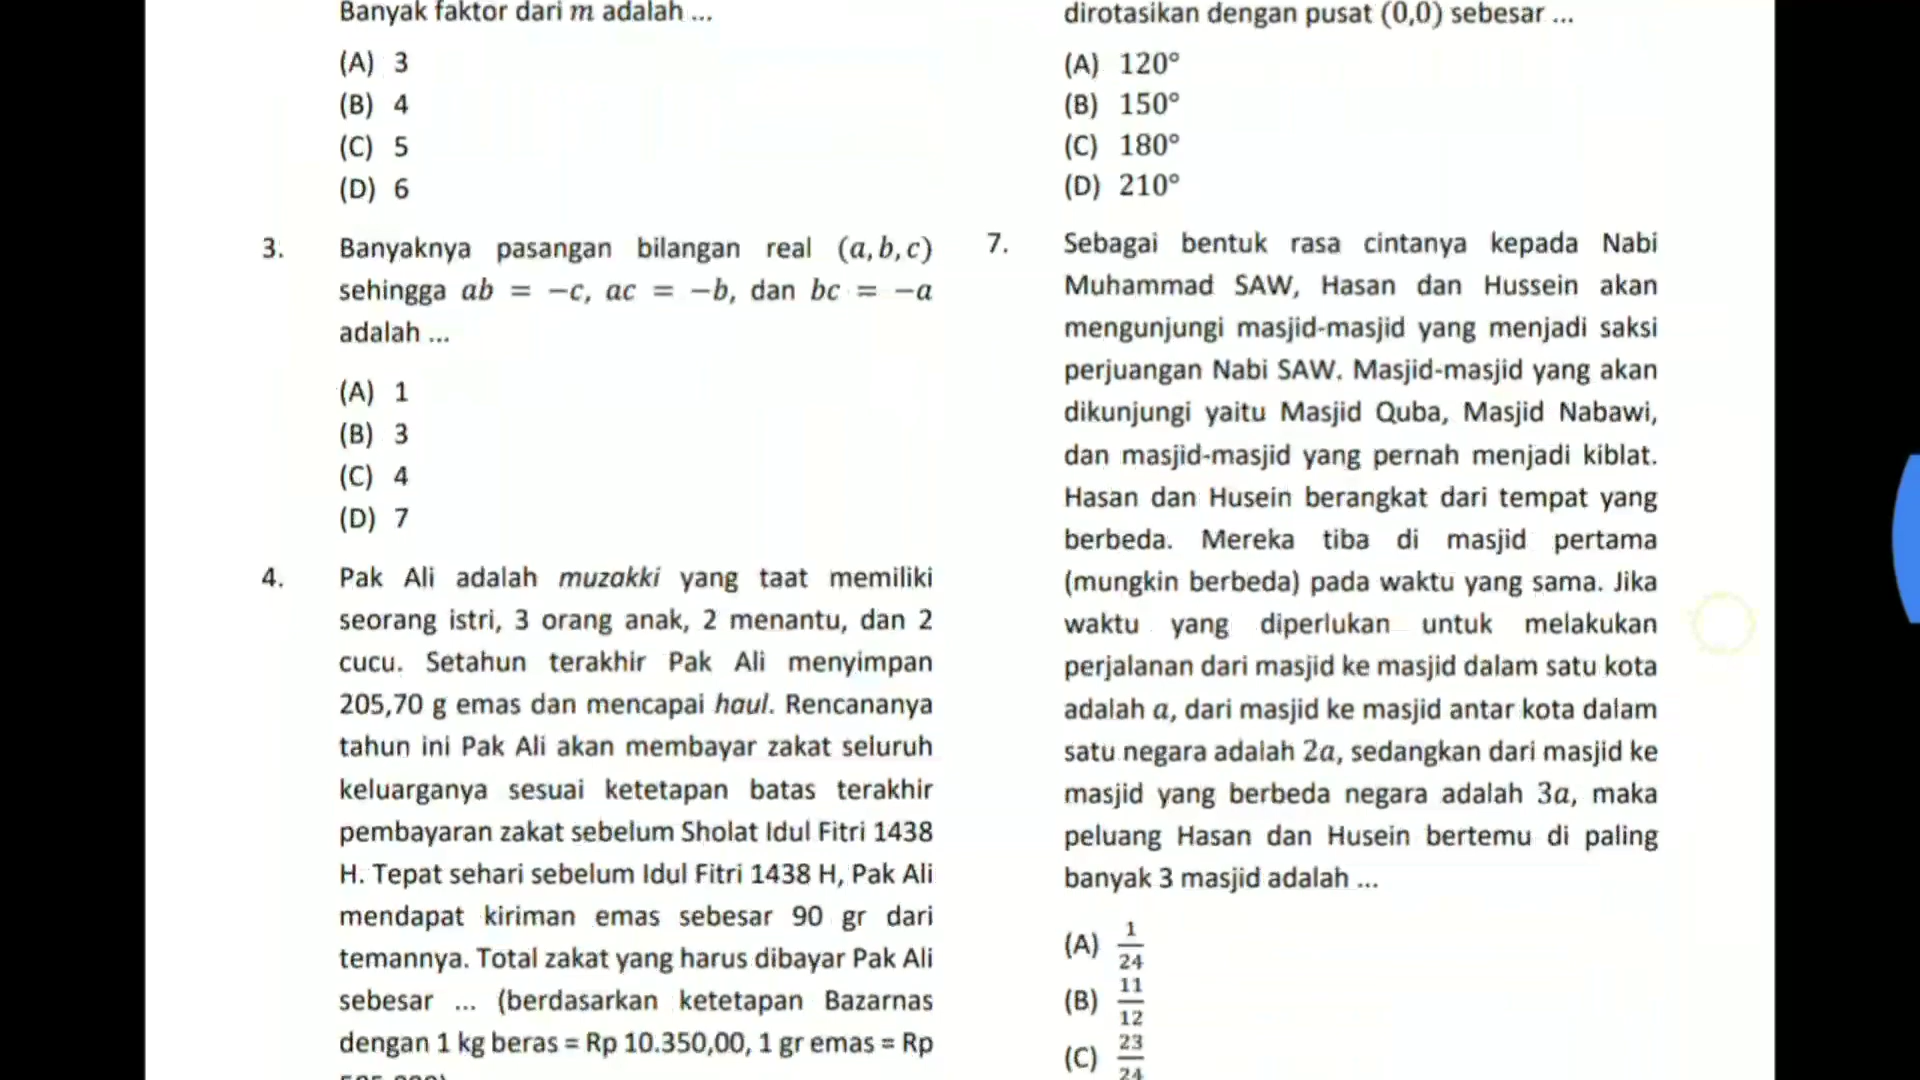 Banyak faktor dari m adalah ...
(A) 3
(B) 4
(C) 5
(D) 6
3. Banyaknya pasangan bilangan real (a, b, c)
sehingga ab = −c, ac = −b, dan bc = −a
adalah ...
(A) 1
(B) 3
(C) 4
(D) 7
4. Pak Ali adalah muzakki yang taat memiliki
seorang istri, 3 orang anak, 2 menantu, dan 2
cucu. Setahun terakhir Pak Ali menyimpan
205,70 g emas dan mencapai haul. Rencananya
tahun ini Pak Ali akan membayar zakat seluruh
keluarganya sesuai ketetapan batas terakhir
pembayaran zakat sebelum Sholat Idul Fitri 1438
H. Tepat sehari sebelum Idul Fitri 1438 H, Pak Ali
mendapat kiriman emas sebesar 90 gr dari
temannya. Total zakat yang harus dibayar Pak Ali
sebesar ... (berdasarkan ketetapan Bazarnas
dengan 1 kg beras = Rp 10.350,00, 1 gr emas = Rp
dirotasikan dengan pusat (0,0) sebesar ...
(A) 120°
(B) 150°
(C) 180°
(D) 210°
7. Sebagai bentuk rasa cintanya kepada Nabi
Muhammad SAW, Hasan dan Hussein akan
mengunjungi masjid-masjid yang menjadi saksi
perjuangan Nabi SAW. Masjid-masjid yang akan
dikunjungi yaitu Masjid Quba, Masjid Nabawi,
dan masjid-masjid yang pernah menjadi kiblat.
Hasan dan Husein berangkat dari tempat yang
berbeda. Mereka tiba di masjid pertama
(mungkin berbeda) pada waktu yang sama. Jika
waktu yang diperlukan untuk melakukan
perjalanan dari masjid ke masjid dalam satu kota
adalah a, dari masjid ke masjid antar kota dalam
satu negara adalah 2a, sedangkan dari masjid ke
masjid yang berbeda negara adalah 3a, maka
peluang Hasan dan Husein bertemu di paling
banyak 3 masjid adalah ...
(A) 1/24
(B) 11/12
(C) 23/24